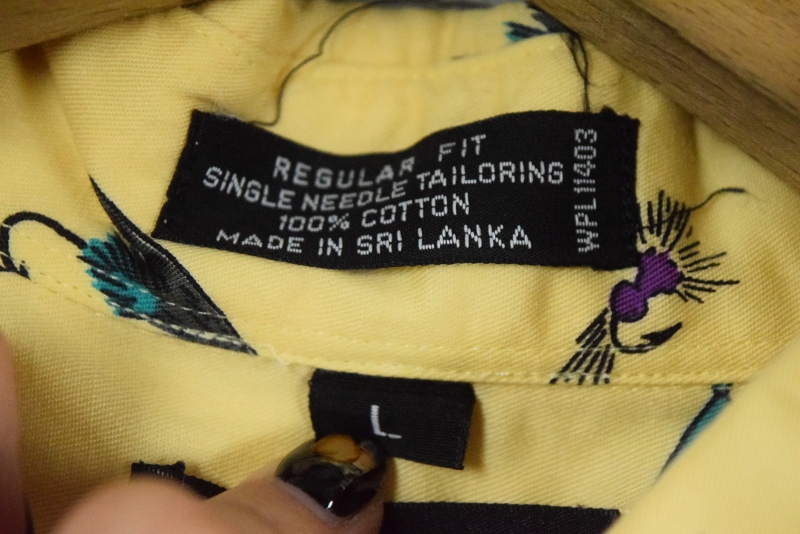 REGULAR FIT
SINGLE NEEDLE TAILORING
100% COTTON
MADE IN SRI LANKA
WPL11403
L